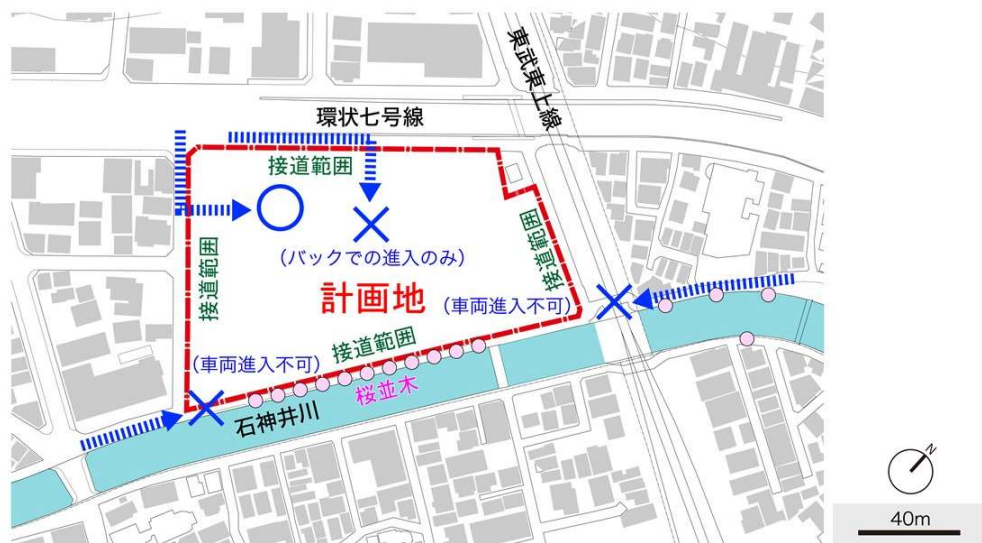 東武東上線
環状七号線
接道範囲
接道範囲
接道範囲
(バックでの進入のみ)
計画地
(車両進入不可)
接道範囲
(車両進入不可)
桜並木
石神井川
N
40m